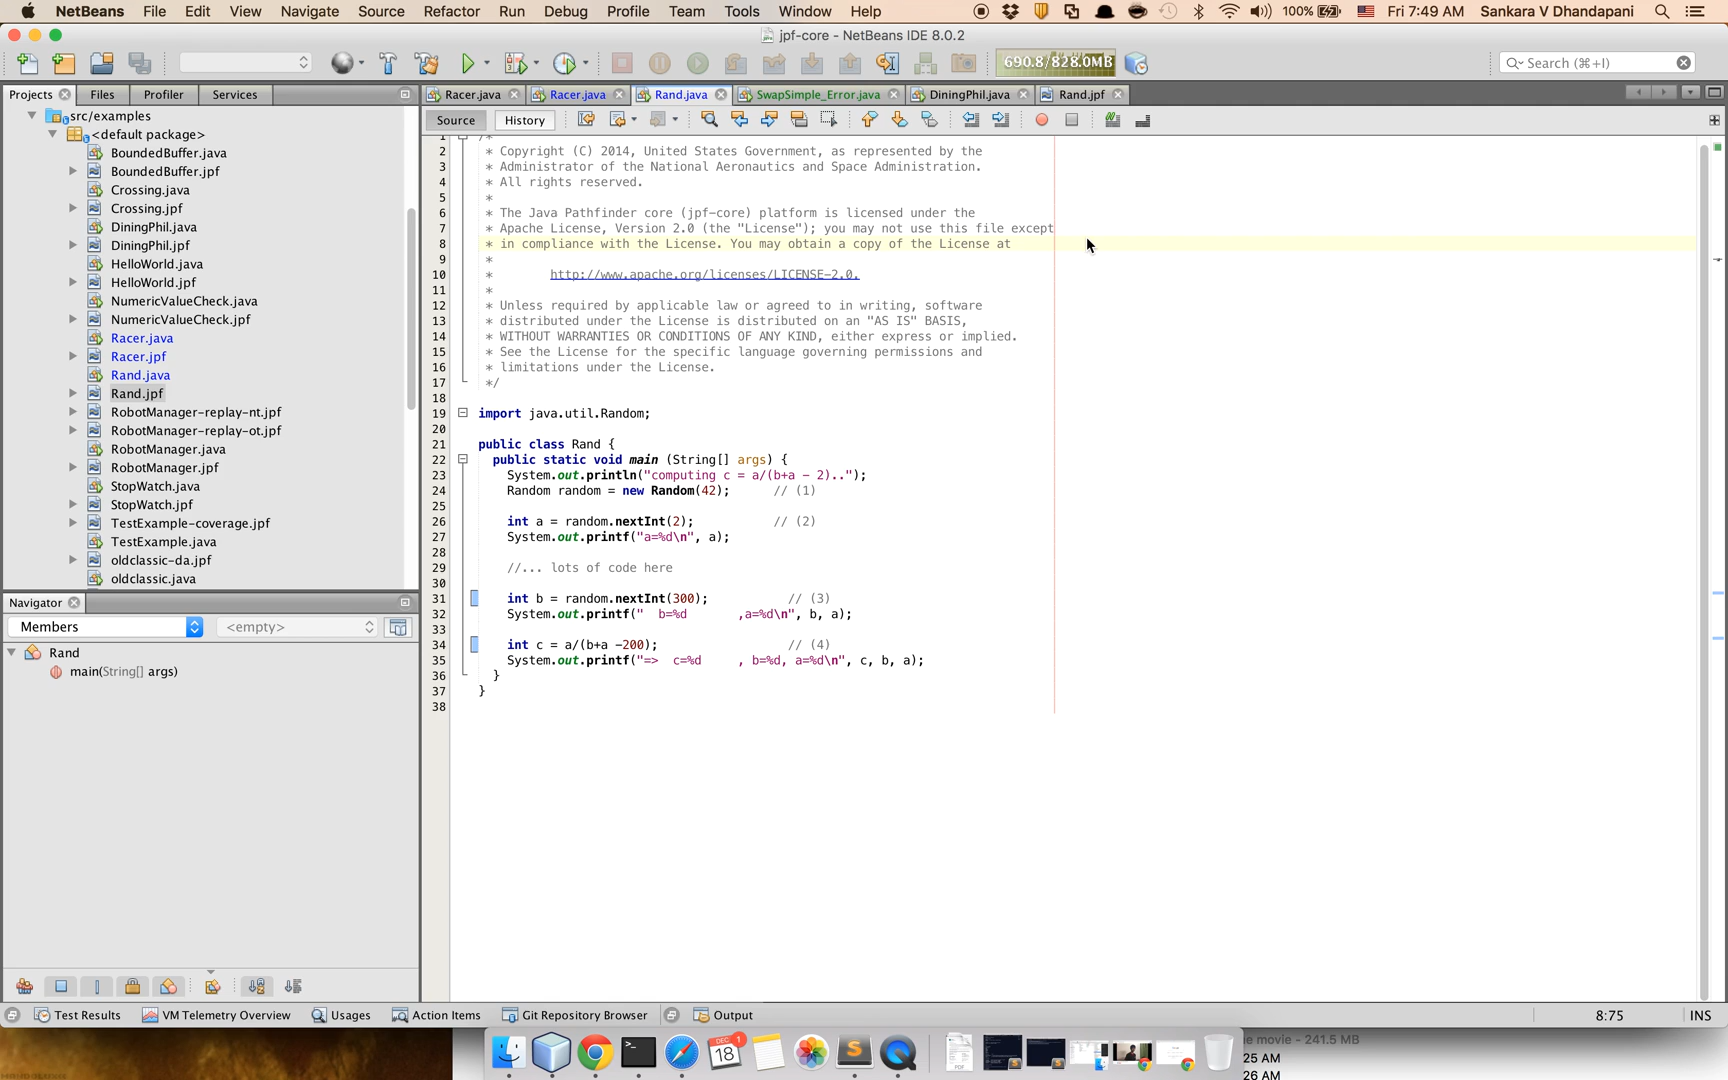 NetBeans File Edit View Navigate Source Refactor Run Debug Profile Team Tools Window Help 100% Fri 7:49 AM Sankara V Dhandapani
jpf-core - NetBeans IDE 8.0.2
690.8/828.0MB Search (⌘+I)
Projects Files Profiler Services
Racer.java Racer.java Rand.java SwapSimple_Error.java DiningPhil.java Rand.jpf
Source History
src/examples
<default package>
BoundedBuffer.java
BoundedBuffer.jpf
Crossing.java
Crossing.jpf
DiningPhil.java
DiningPhil.jpf
HelloWorld.java
HelloWorld.jpf
NumericValueCheck.java
NumericValueCheck.jpf
Racer.java
Racer.jpf
Rand.java
Rand.jpf
RobotManager-replay-nt.jpf
RobotManager-replay-ot.jpf
RobotManager.java
RobotManager.jpf
StopWatch.java
StopWatch.jpf
TestExample-coverage.jpf
TestExample.java
oldclassic-da.jpf
oldclassic.java
Navigator
Members <empty>
Rand
main(String[] args)
1 /*
2 * Copyright (C) 2014, United States Government, as represented by the
3 * Administrator of the National Aeronautics and Space Administration.
4 * All rights reserved.
5 *
6 * The Java Pathfinder core (jpf-core) platform is licensed under the
7 * Apache License, Version 2.0 (the "License"); you may not use this file except
8 * in compliance with the License. You may obtain a copy of the License at
9 *
10 * http://www.apache.org/licenses/LICENSE-2.0.
11 *
12 * Unless required by applicable law or agreed to in writing, software
13 * distributed under the License is distributed on an "AS IS" BASIS,
14 * WITHOUT WARRANTIES OR CONDITIONS OF ANY KIND, either express or implied.
15 * See the License for the specific language governing permissions and
16 * limitations under the License.
17 */
18
19 import java.util.Random;
20
21 public class Rand {
22 public static void main (String[] args) {
23 System.out.println("computing c = a/(b+a - 2)..");
24 Random random = new Random(42); // (1)
25
26 int a = random.nextInt(2); // (2)
27 System.out.printf("a=%d\n", a);
28
29 //... lots of code here
30
31 int b = random.nextInt(300); // (3)
32 System.out.printf("  b=%d       ,a=%d\n", b, a);
33
34 int c = a/(b+a -200); // (4)
35 System.out.printf("=>  c=%d     , b=%d, a=%d\n", c, b, a);
36 }
37 }
38
Test Results VM Telemetry Overview Usages Action Items Git Repository Browser Output 8:75 INS
DEC 18 1
e movie - 241.5 MB
25 AM
26 AM